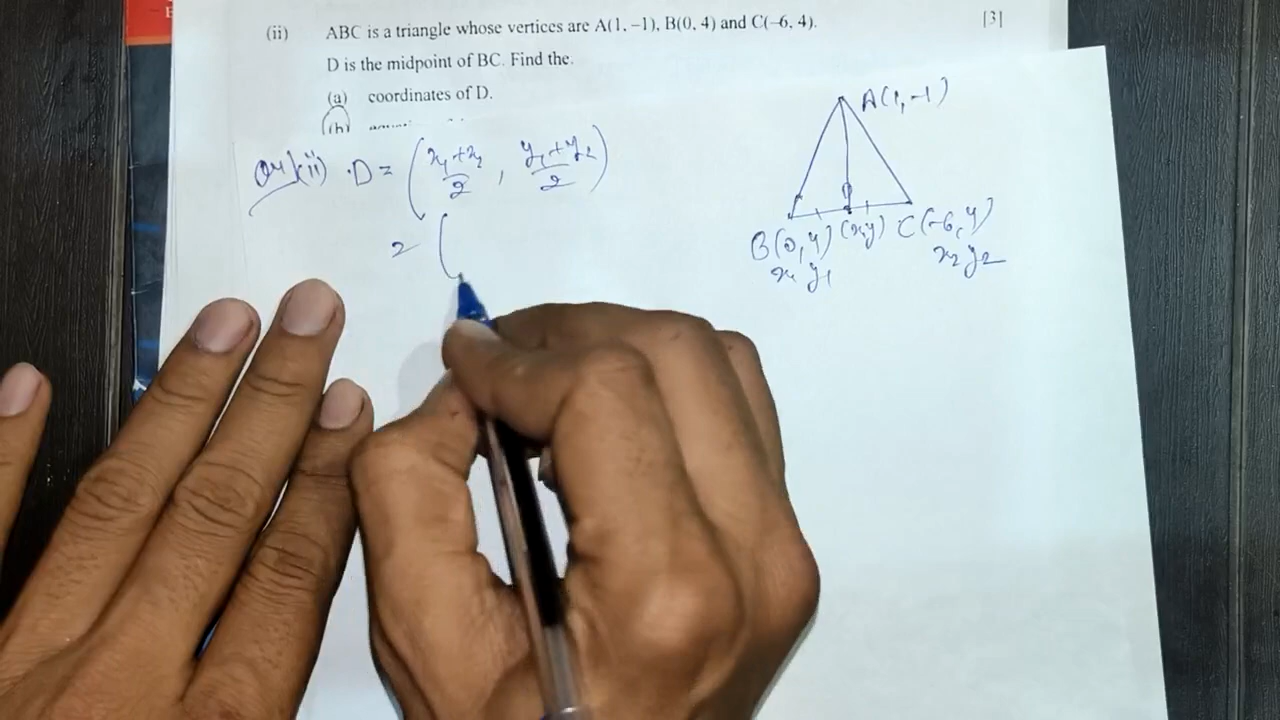 (ii) ABC is a triangle whose vertices are A(1, −1), B(0, 4) and C(−6, 4). [3]
D is the midpoint of BC. Find the.
(a) coordinates of D.
(b)
(ii) D = (x₁+x₂/2, y₁+y₂/2)
= (
A(1,-1)
B(0,4) (x,y) C(-6,4)
x₁ y₁ x₂ y₂